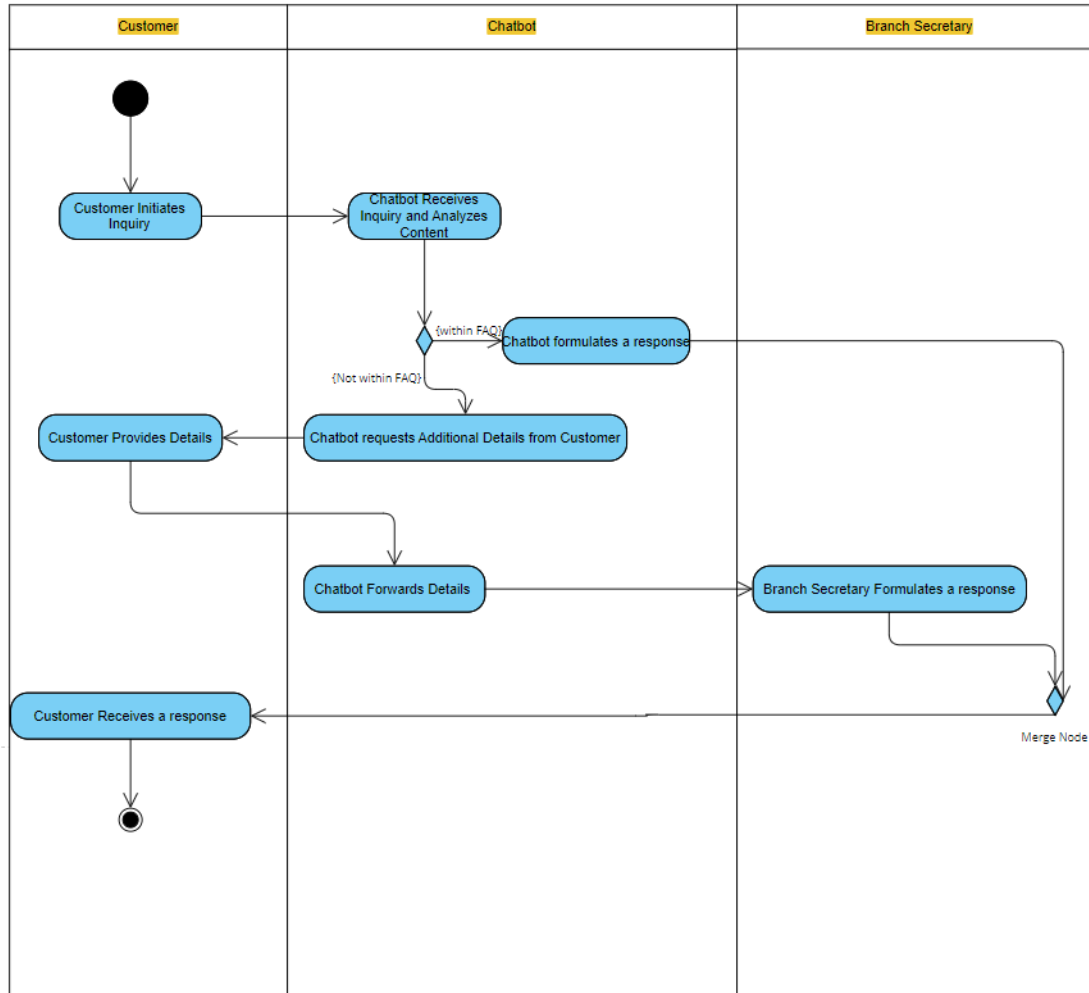 Customer
Chatbot
Branch Secretary
Customer Initiates
Inquiry
Chatbot Receives
Inquiry and Analyzes
Content
{within FAQ}
Chatbot formulates a response
{Not within FAQ}
Customer Provides Details
Chatbot requests Additional Details from Customer
Chatbot Forwards Details
Branch Secretary Formulates a response
Customer Receives a response
Merge Node